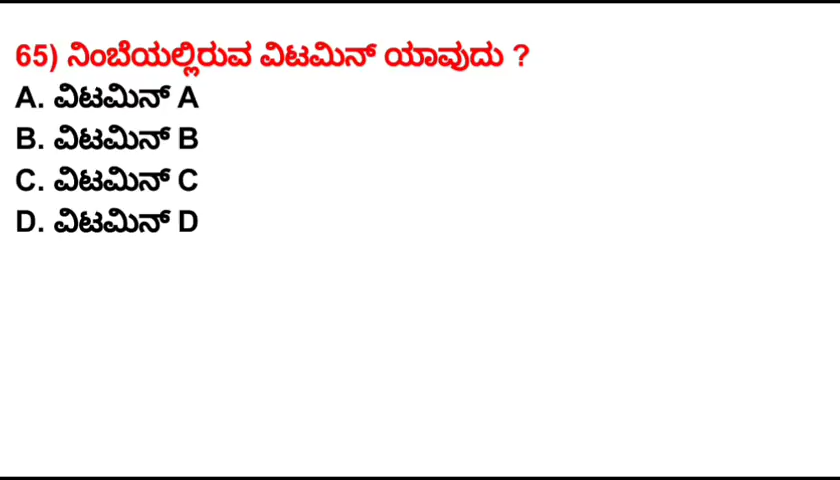 65) ನಿಂಬೆಯಲ್ಲಿರುವ ವಿಟಮಿನ್ ಯಾವುದು ?
A. ವಿಟಮಿನ್ A
B. ವಿಟಮಿನ್ B
C. ವಿಟಮಿನ್ C
D. ವಿಟಮಿನ್ D